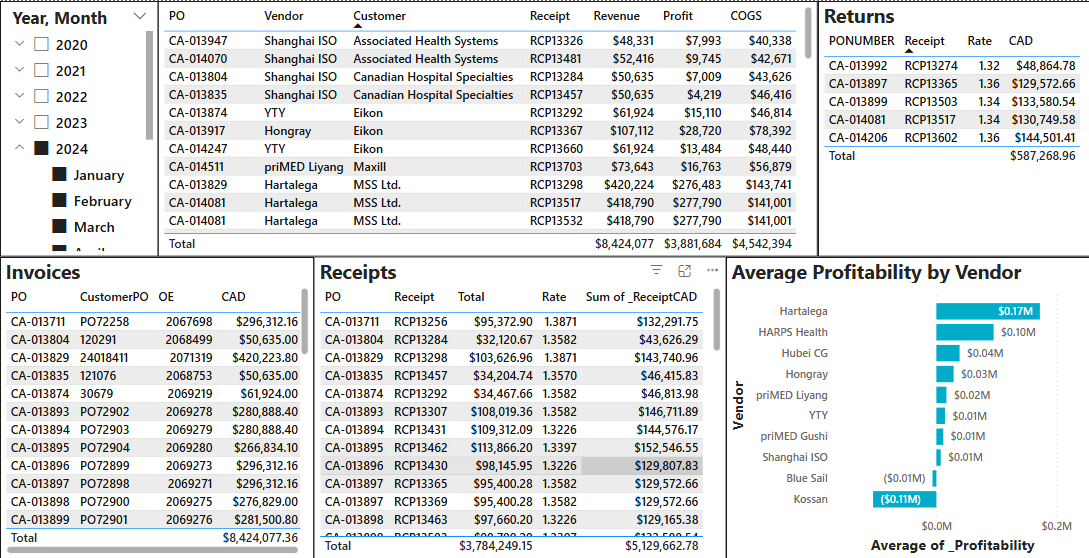 Year, Month
2020
2021
2022
2023
2024
January
February
March
PO Vendor Customer Receipt Revenue Profit COGS
CA-013947 Shanghai ISO Associated Health Systems RCP13326 $48,331 $7,993 $40,338
CA-014070 Shanghai ISO Associated Health Systems RCP13481 $52,416 $9,745 $42,671
CA-013804 Shanghai ISO Canadian Hospital Specialties RCP13284 $50,635 $7,009 $43,626
CA-013835 Shanghai ISO Canadian Hospital Specialties RCP13457 $50,635 $4,219 $46,416
CA-013874 YTY Eikon RCP13292 $61,924 $15,110 $46,814
CA-013917 Hongray Eikon RCP13367 $107,112 $28,720 $78,392
CA-014247 YTY Eikon RCP13660 $61,924 $13,484 $48,440
CA-014511 priMED Liyang Maxill RCP13703 $73,643 $16,763 $56,879
CA-013829 Hartalega MSS Ltd. RCP13298 $420,224 $276,483 $143,741
CA-014081 Hartalega MSS Ltd. RCP13517 $418,790 $277,790 $141,001
CA-014081 Hartalega MSS Ltd. RCP13532 $418,790 $277,790 $141,001
Total $8,424,077 $3,881,684 $4,542,394
Returns
PONUMBER Receipt Rate CAD
CA-013992 RCP13274 1.32 $48,864.78
CA-013897 RCP13365 1.36 $129,572.66
CA-013899 RCP13503 1.34 $133,580.54
CA-014081 RCP13517 1.34 $130,749.58
CA-014206 RCP13602 1.36 $144,501.41
Total $587,268.96
Invoices
PO CustomerPO OE CAD
CA-013711 PO72258 2067698 $296,312.16
CA-013804 120291 2068499 $50,635.00
CA-013829 24018411 2071319 $420,223.80
CA-013835 121076 2068753 $50,635.00
CA-013874 30679 2069219 $61,924.00
CA-013893 PO72902 2069278 $280,888.40
CA-013894 PO72903 2069279 $280,888.40
CA-013895 PO72904 2069280 $266,834.10
CA-013896 PO72899 2069273 $296,312.16
CA-013897 PO72898 2069271 $296,312.16
CA-013898 PO72900 2069275 $276,829.00
CA-013899 PO72901 2069276 $281,500.80
Total $8,424,077.36
Receipts
PO Receipt Total Rate Sum of _ReceiptCAD
CA-013711 RCP13256 $95,372.90 1.3871 $132,291.75
CA-013804 RCP13284 $32,120.67 1.3582 $43,626.29
CA-013829 RCP13298 $103,626.96 1.3871 $143,740.96
CA-013835 RCP13457 $34,204.74 1.3570 $46,415.83
CA-013874 RCP13292 $34,467.66 1.3582 $46,813.98
CA-013893 RCP13307 $108,019.36 1.3582 $146,711.89
CA-013894 RCP13431 $109,312.09 1.3226 $144,576.17
CA-013895 RCP13462 $113,866.20 1.3397 $152,546.55
CA-013896 RCP13430 $98,145.95 1.3226 $129,807.83
CA-013897 RCP13365 $95,400.28 1.3582 $129,572.66
CA-013897 RCP13369 $95,400.28 1.3582 $129,572.66
CA-013898 RCP13463 $97,660.20 1.3226 $129,165.38
Total $3,784,249.15 $5,129,662.78
Average Profitability by Vendor
Vendor
Hartalega $0.17M
HARPS Health $0.10M
Hubei CG $0.04M
Hongray $0.03M
priMED Liyang $0.02M
YTY $0.01M
priMED Gushi $0.01M
Shanghai ISO $0.01M
Blue Sail ($0.01M)
Kossan ($0.11M)
$0.0M $0.2M
Average of _Profitability